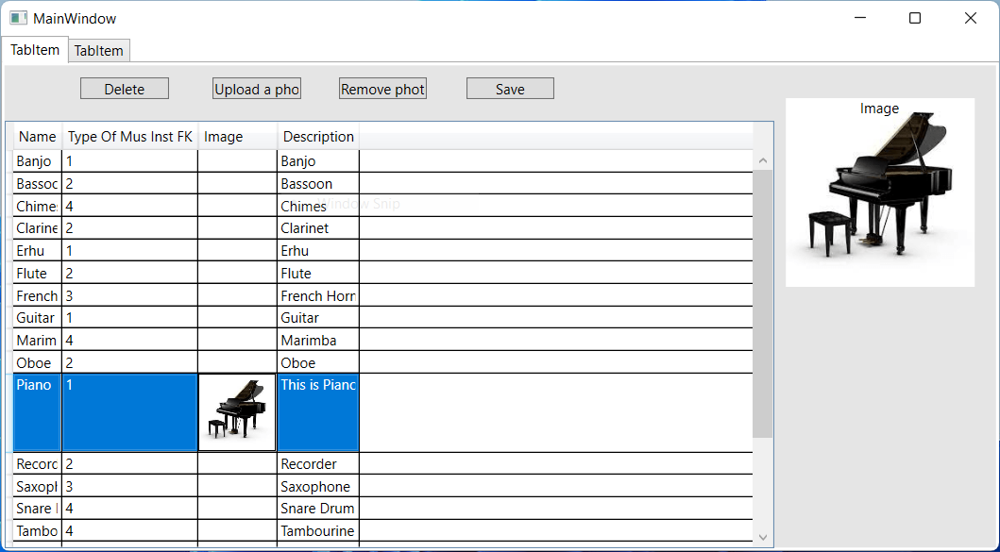 MainWindow
TabItem TabItem
Delete Upload a pho Remove phot Save
Image
Name Type Of Mus Inst FK Image Description
Banjo 1 Banjo
Bassoc 2 Bassoon
Chime 4 Chimes
Window Snip
Clarine 2 Clarinet
Erhu 1 Erhu
Flute 2 Flute
French 3 French Horr
Guitar 1 Guitar
Marim 4 Marimba
Oboe 2 Oboe
Piano 1 This is Pianc
Recorc 2 Recorder
Saxopl 3 Saxophone
Snare 4 Snare Drum
Tambo 4 Tambourine